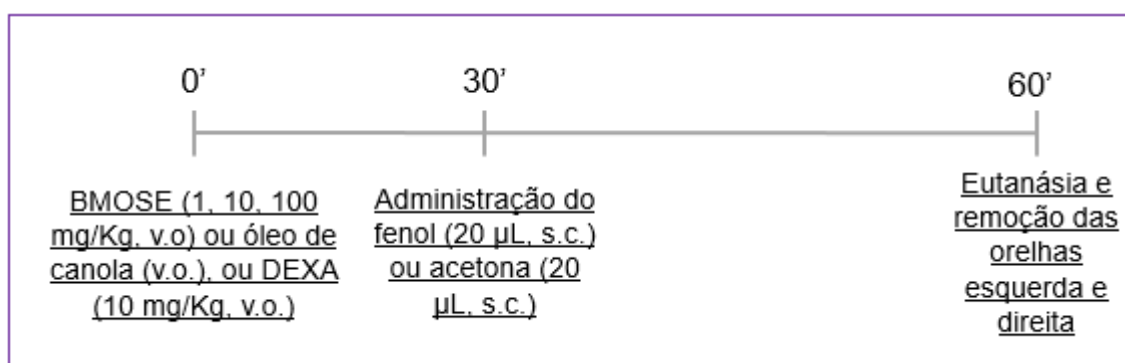 0’
30’
60’
BMOSE (1, 10, 100
mg/Kg, v.o) ou óleo de
canola (v.o.), ou DEXA
(10 mg/Kg, v.o.)
Administração do
fenol (20 µL, s.c.)
ou acetona (20
µL, s.c.)
Eutanásia e
remoção das
orelhas
esquerda e
direita